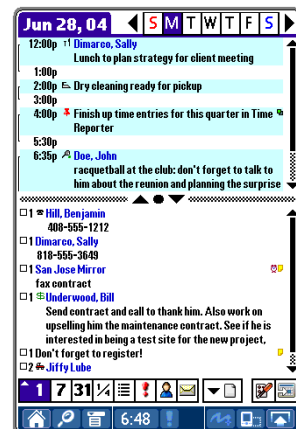 Jun 28, 04 S M T W T F S
12:00p Dimarco, Sally
Lunch to plan strategy for client meeting
1:00p
2:00p Dry cleaning ready for pickup
3:00p
4:00p Finish up time entries for this quarter in Time
Reporter
5:30p
6:35p Doe, John
racquetball at the club: don't forget to talk to
him about the reunion and planning the surprise
1 Hill, Benjamin
408-555-1212
1 Dimarco, Sally
818-555-3649
1 San Jose Mirror
fax contract
1 Underwood, Bill
Send contract and call to thank him. Also work on
upselling him the maintenance contract. See if he is
interested in being a test site for the new project,
1 Don't forget to register!
2 Jiffy Lube
1 7 31 ¼
6:48